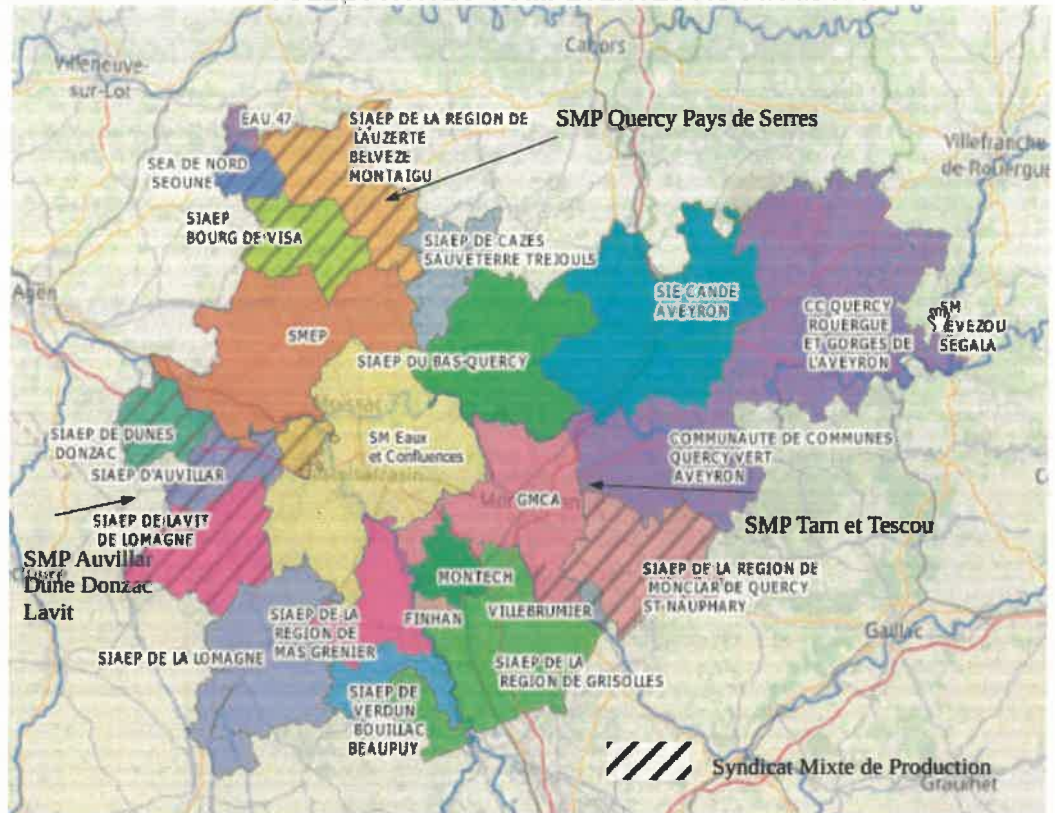 Cahors
Villeneuve-
sur-Lot
EAU 47
SIAEP DE LA REGION DE
LAUZERTE
BELVEZE
MONTAIGU
SMP Quercy Pays de Serres
Villefranche-
de-Rouergue
SEA DE NORD
SEOUNE
SIAEP
BOURG DE VISA
SIAEP DE CAZES
SAUVETERRE TREJOULS
Agen
SIE CANDE
AVEYRON
CC QUERCY
ROUERGUE
ET GORGES DE
L'AVEYRON
SM
SEGALA
SMEP
SIAEP DU BAS-QUERCY
Moissac
SIAEP DE DUNES
DONZAC
SM Eaux
et Confluences
COMMUNAUTE DE COMMUNES
QUERCY VERT
AVEYRON
SIAEP D'AUVILLAR
GMCA
SIAEP DE LAVIT
DE LOMAGNE
SMP Tarn et Tescou
SMP Auvillar
Dune Donzac
Lavit
SIAEP DE LA REGION DE
MONCLAR DE QUERCY
ST-NAUPHARY
MONTECH
FINHAN
VILLEBRUMIER
SIAEP DE LA
REGION DE
MAS GRENIER
Gaillac
SIAEP DE LA LOMAGNE
SIAEP DE LA
REGION DE GRISOLLES
SIAEP DE
VERDUN
BOUILLAC
BEAUPUY
Syndicat Mixte de Production
Graulhet